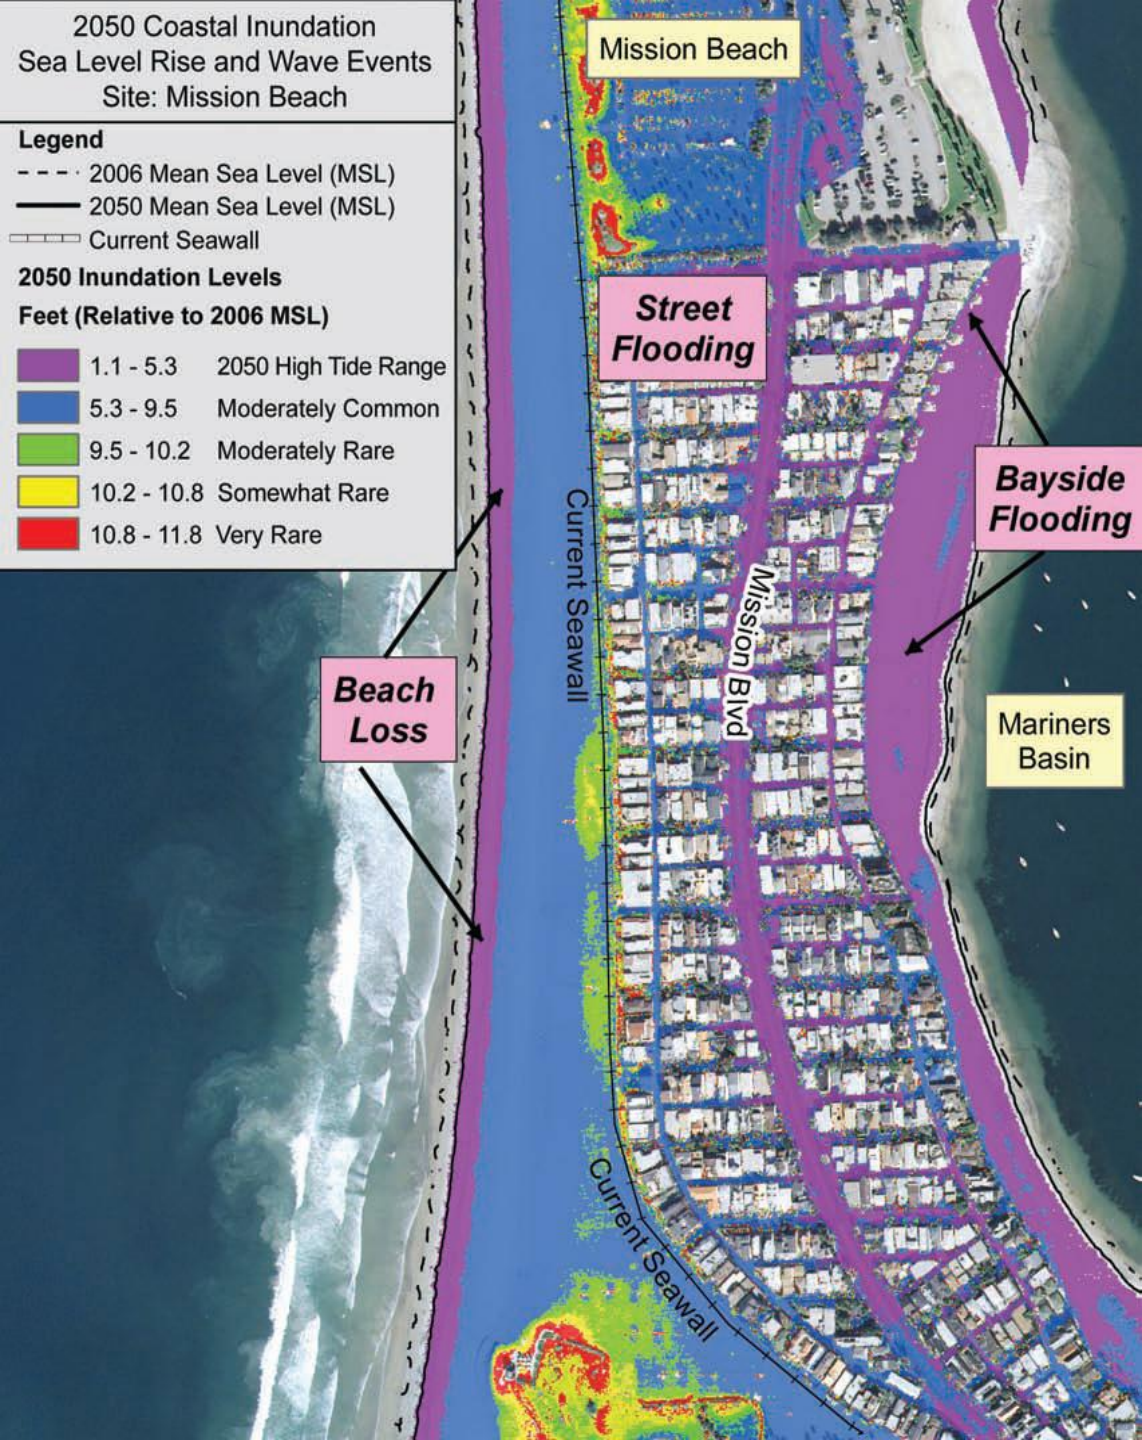 2050 Coastal Inundation
Sea Level Rise and Wave Events
Site: Mission Beach
Legend
2006 Mean Sea Level (MSL)
2050 Mean Sea Level (MSL)
Current Seawall
2050 Inundation Levels
Feet (Relative to 2006 MSL)
1.1 - 5.3 2050 High Tide Range
5.3 - 9.5 Moderately Common
9.5 - 10.2 Moderately Rare
10.2 - 10.8 Somewhat Rare
10.8 - 11.8 Very Rare
Mission Beach
Street
Flooding
Bayside
Flooding
Current Seawall
Mission Blvd
Beach
Loss
Mariners
Basin
Current Seawall